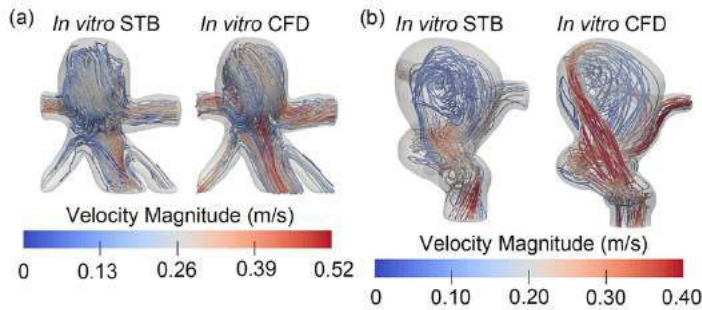 (a) In vitro STB In vitro CFD
Velocity Magnitude (m/s)
0 0.13 0.26 0.39 0.52
(b) In vitro STB In vitro CFD
Velocity Magnitude (m/s)
0 0.10 0.20 0.30 0.40